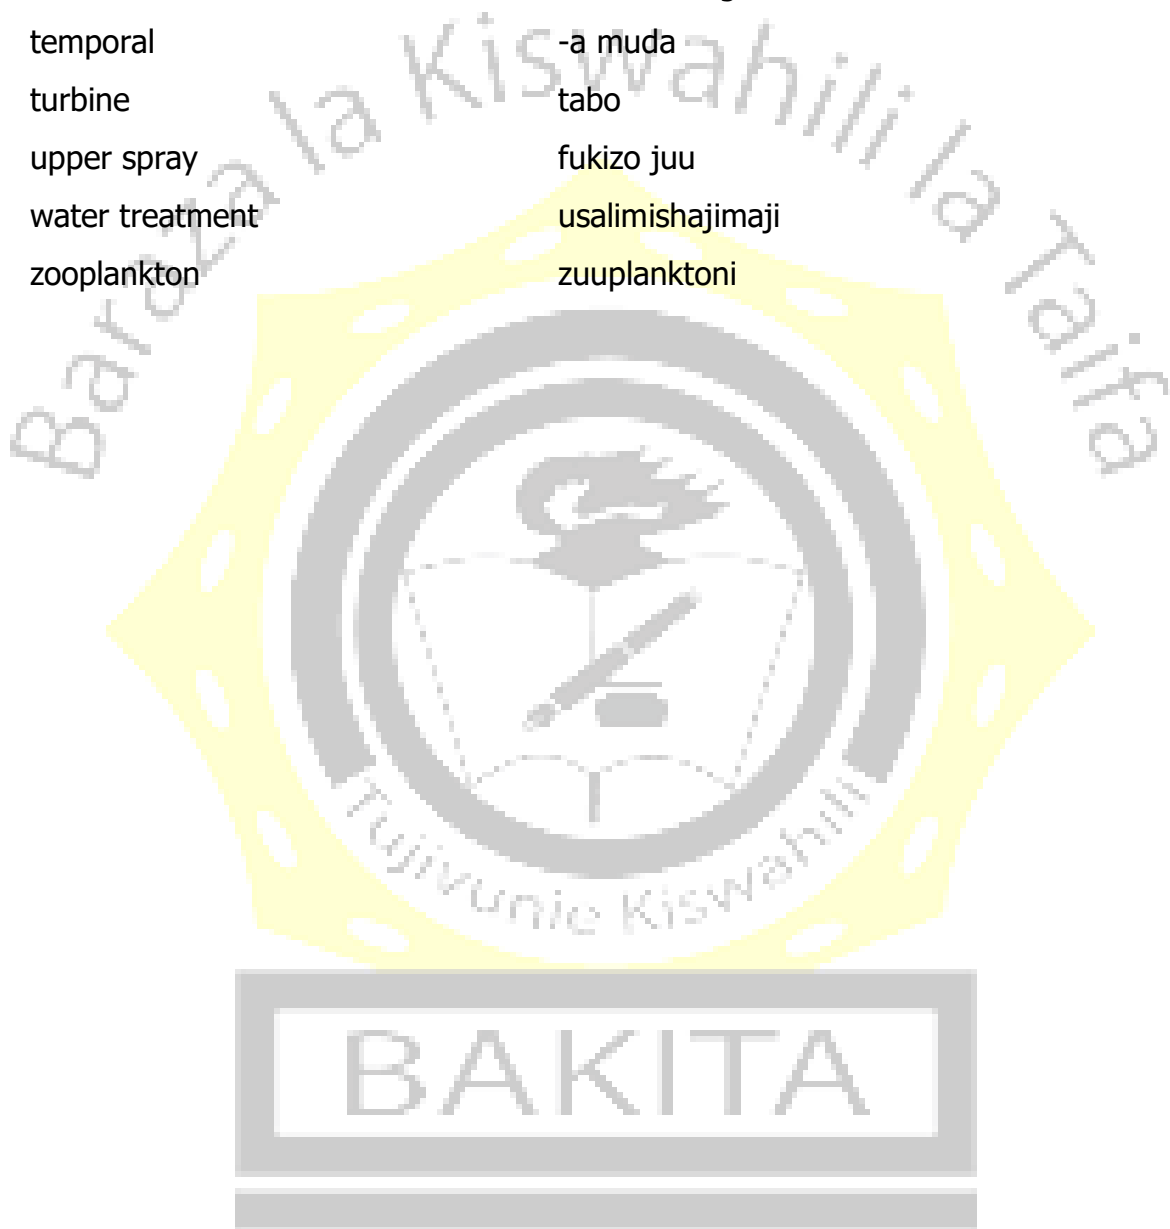 temporal -a muda
turbine tabo
upper spray fukizo juu
water treatment usalimishajimaji
zooplankton zuuplanktoni
Baraza la Kiswahili la Taifa
Tujivunie Kiswahili
BAKITA